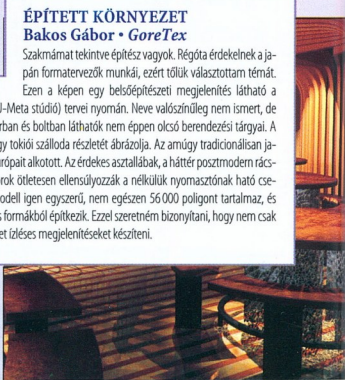 ÉPÍTETT KÖRNYEZET
Bakos Gábor • GoreTex
Szakmámat tekintve építész vagyok. Régóta érdekelnek a ja-
pán formatervezők munkái, ezért tőlük választottam témát.
Ezen a képen egy belsőépítészeti megjelenítés látható a
J-Meta stúdió) tervei nyomán. Neve valószínűleg nem ismert, de
rban és boltban láthatók nem éppen olcsó berendezési tárgyai. A
gy tokiói szálloda részletét ábrázolja. Az amúgy tradicionálisan ja-
urópait alkotott. Az érdekes asztallábak, a háttér posztmodern rács-
orok ötletesen ellensúlyozzák a nélkülük nyomasztónak ható cse-
odell igen egyszerű, nem egészen 56 000 poligont tartalmaz, és
s formákból építkezik. Ezzel szeretném bizonyítani, hogy nem csak
et ízléses megjelenítéseket készíteni.